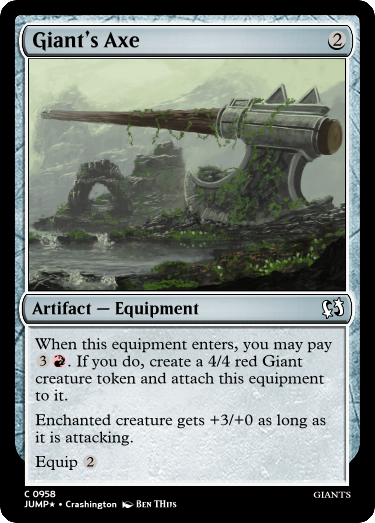 Giant's Axe 2
Artifact — Equipment
When this equipment enters, you may pay
3 . If you do, create a 4/4 red Giant
creature token and attach this equipment
to it.
Enchanted creature gets +3/+0 as long as
it is attacking.
Equip 2
C 0958
JUMP★ • Crashington BEN THIJS
GIANTS